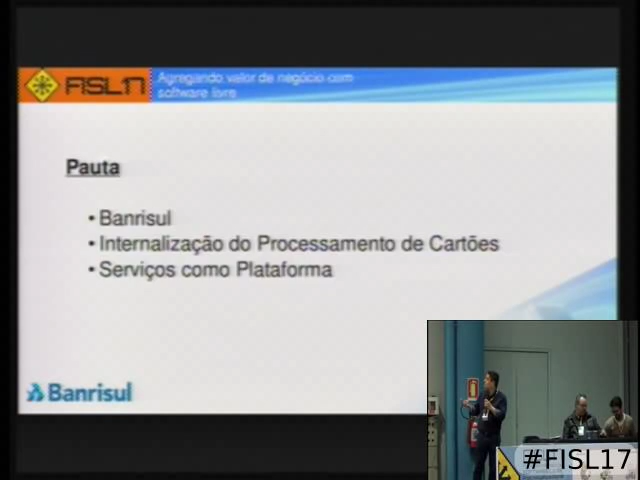 FISL17
Agregando valor de negócio com
software livre
Pauta
• Banrisul
• Internalização do Processamento de Cartões
• Serviços como Plataforma
Banrisul
#FISL17